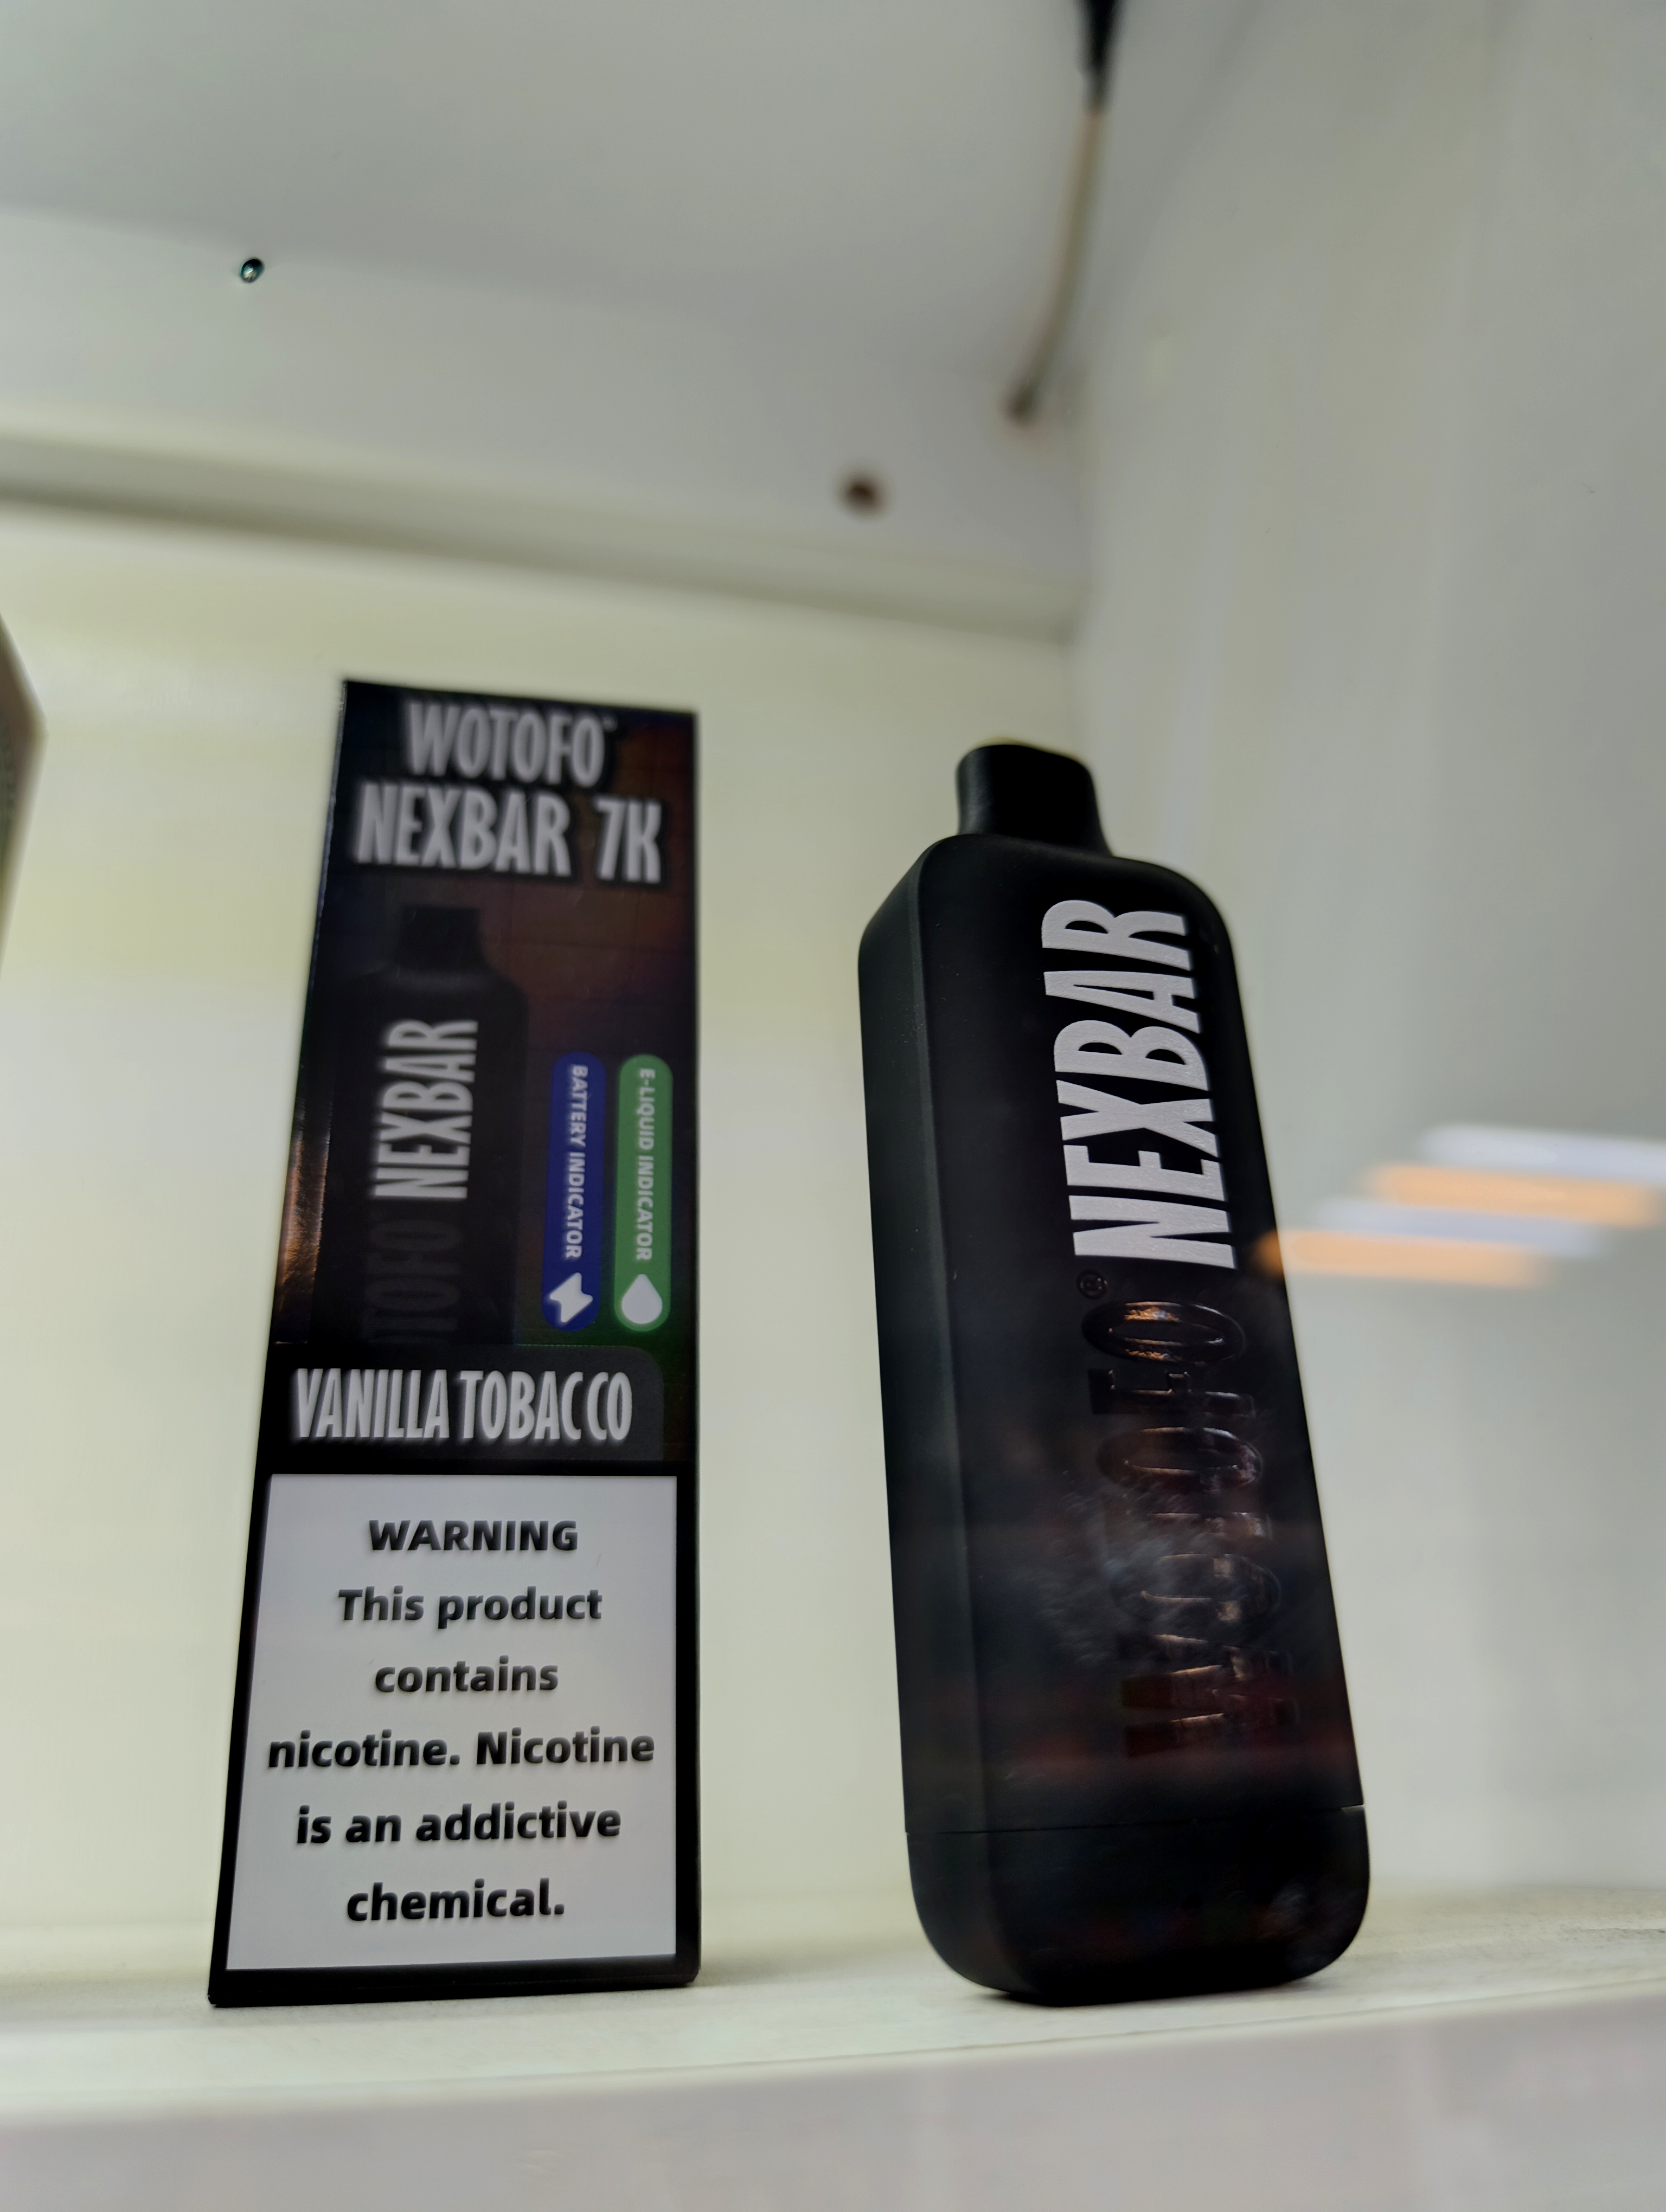 WOTOFO
NEXBAR 7K
WOTOFO NEXBAR
BATTERY INDICATOR
E-LIQUID INDICATOR
VANILLA TOBACCO
WARNING
This product
contains
nicotine. Nicotine
is an addictive
chemical.
WOTOFO® NEXBAR